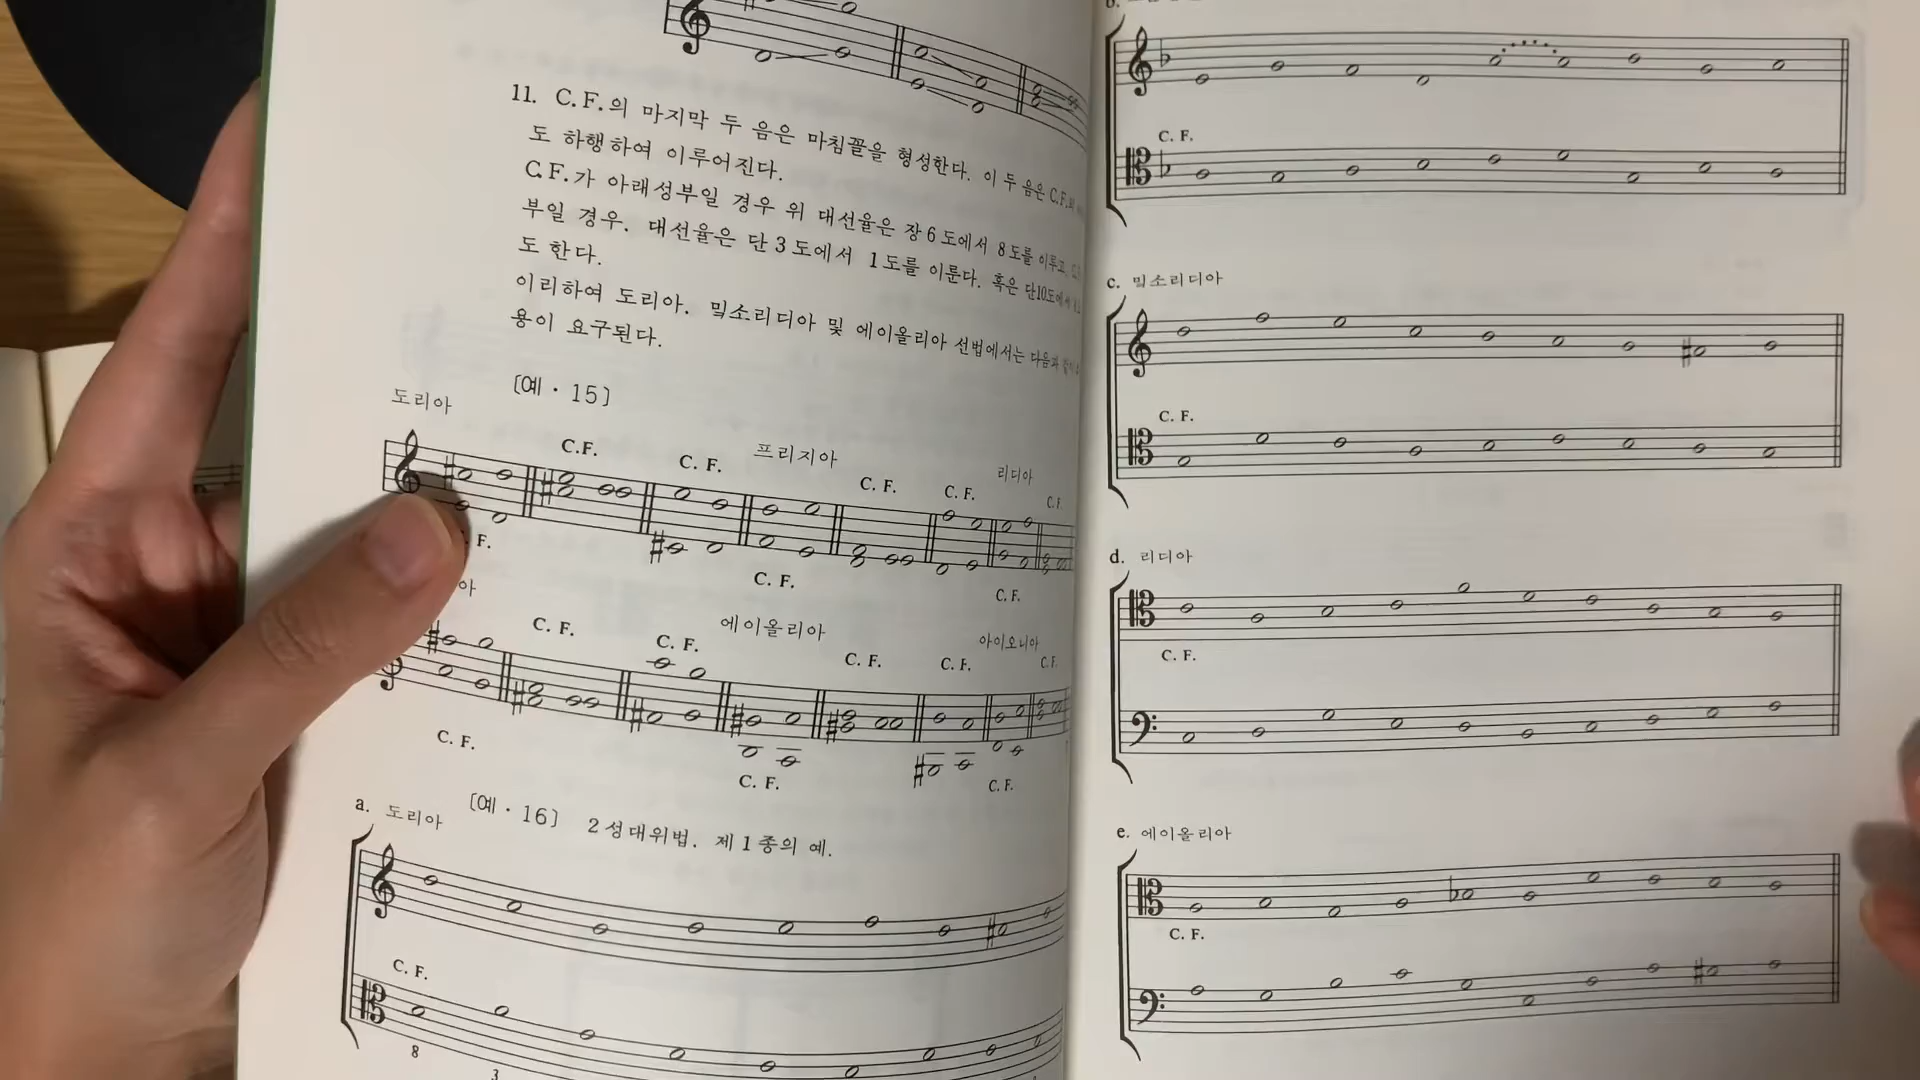 11. C.F.의 마지막 두 음은 마침꼴을 형성한다. 이 두 음은 C.F.
도 하행하여 이루어진다.
C.F.가 아래성부일 경우 위 대선율은 장6도에서 8도를 이루고,
부일 경우. 대선율은 단3도에서 1도를 이룬다. 혹은 단10도에서
도 한다.
이리하여 도리아. 밐소리디아 및 에이올리아 선법에서는 다음과 같이
용이 요구된다.
[예·15]
도리아
C.F.
C. F.
프리지아
C. F.
C. F.
리디아
C. F.
F.
C. F.
C. F.
아
C. F.
C. F.
에이올리아
C. F.
C. F.
아이오니아
C. F.
C. F.
C. F.
C. F.
[예·16] 2성대위법. 제1종의 예.
a. 도리아
C. F.
8
3
C. F.
c. 밐소리디아
C. F.
d. 리디아
C. F.
e. 에이올리아
C. F.